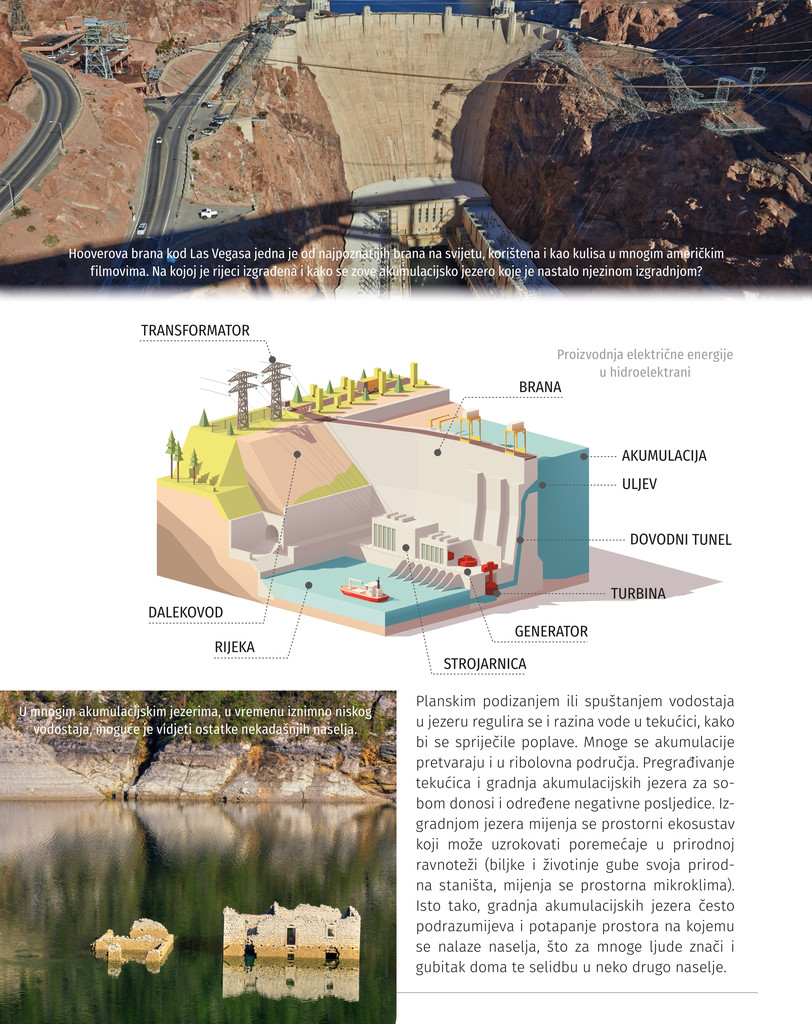 Hooverova brana kod Las Vegasa jedna je od najpoznatijih brana na svijetu, korištena i kao kulisa u mnogim američkim
filmovima. Na kojoj je rijeci izgrađena i kako se zove akumulacijsko jezero koje je nastalo njezinom izgradnjom?
TRANSFORMATOR
Proizvodnja električne energije
u hidroelektrani
BRANA
AKUMULACIJA
ULJEV
DOVODNI TUNEL
TURBINA
DALEKOVOD
GENERATOR
RIJEKA
STROJARNICA
U mnogim akumulacijskim jezerima, u vremenu iznimno niskog
vodostaja, moguće je vidjeti ostatke nekadašnjih naselja.
Planskim podizanjem ili spuštanjem vodostaja
u jezeru regulira se i razina vode u tekućici, kako
bi se spriječile poplave. Mnoge se akumulacije
pretvaraju i u ribolovna područja. Pregrađivanje
tekućica i gradnja akumulacijskih jezera za so-
bom donosi i određene negativne posljedice. Iz-
gradnjom jezera mijenja se prostorni ekosustav
koji može uzrokovati poremećaje u prirodnoj
ravnoteži (biljke i životinje gube svoja prirod-
na staništa, mijenja se prostorna mikroklima).
Isto tako, gradnja akumulacijskih jezera često
podrazumijeva i potapanje prostora na kojemu
se nalaze naselja, što za mnoge ljude znači i
gubitak doma te selidbu u neko drugo naselje.